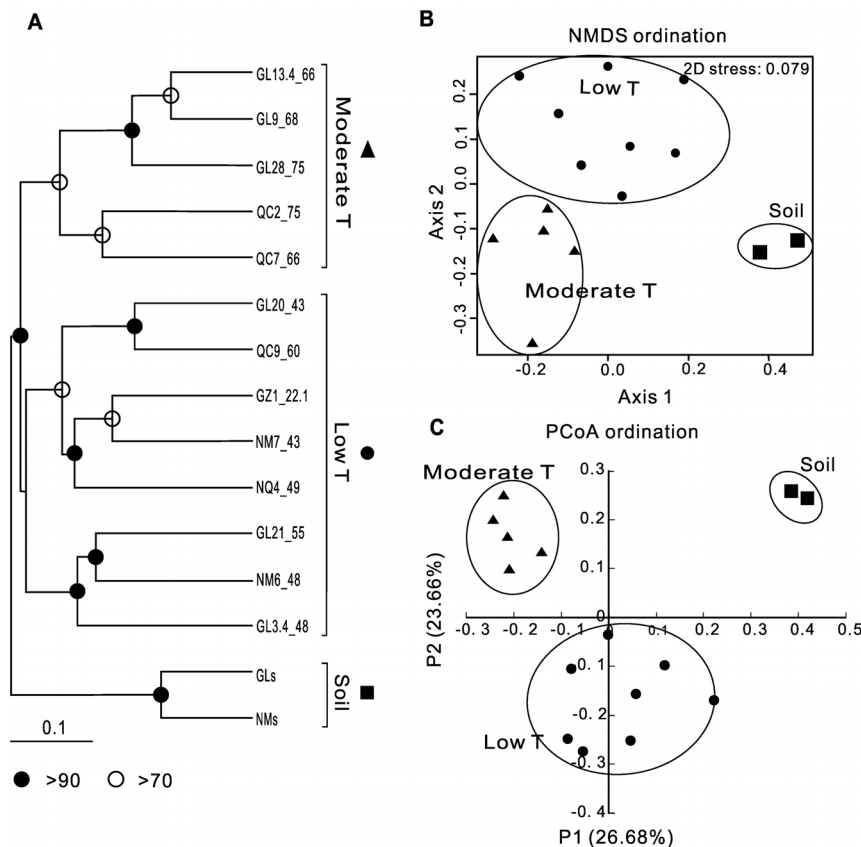 A
GL13.4_66
GL9_68
GL28_75
QC2_75
QC7_66
Moderate T
GL20_43
QC9_60
GZ1_22.1
NM7_43
NQ4_49
GL21_55
NM6_48
GL3.4_48
Low T
GLs
NMs
Soil
0.1
>90
>70
B
NMDS ordination
2D stress: 0.079
Low T
Soil
Moderate T
Axis 2
0.2
0.1
0.0
-0.1
-0.2
-0.3
-0.2 0.0 0.2 0.4
Axis 1
C
PCoA ordination
Moderate T
Soil
0.3
0.2
0.1
0
-0.3 -0.2 -0.1 0 0.1 0.2 0.3 0.4 0.5
-0.1
-0.2
Low T
-0.3
-0.4
P2 (23.66%)
P1 (26.68%)